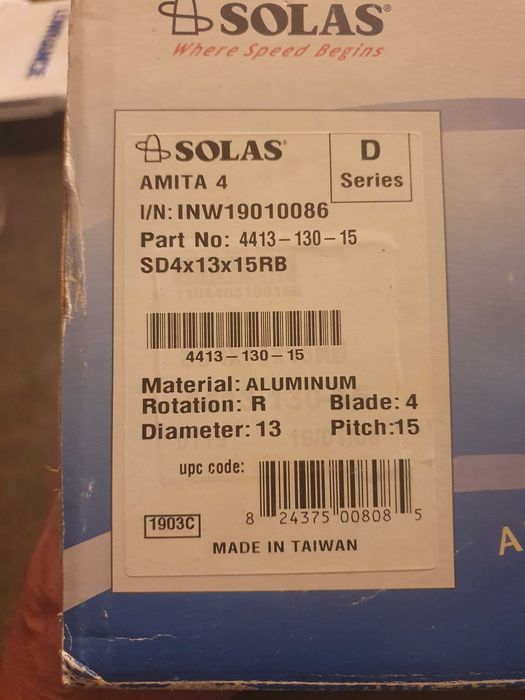 SOLAS®
Where Speed Begins
SOLAS®
D
Series
AMITA 4
I/N: INW19010086
Part No: 4413-130-15
SD4x13x15RB
4413-130-15
Material: ALUMINUM
Rotation: R Blade: 4
Diameter: 13 Pitch: 15
upc code:
8 24375 00808 5
1903C
MADE IN TAIWAN
A